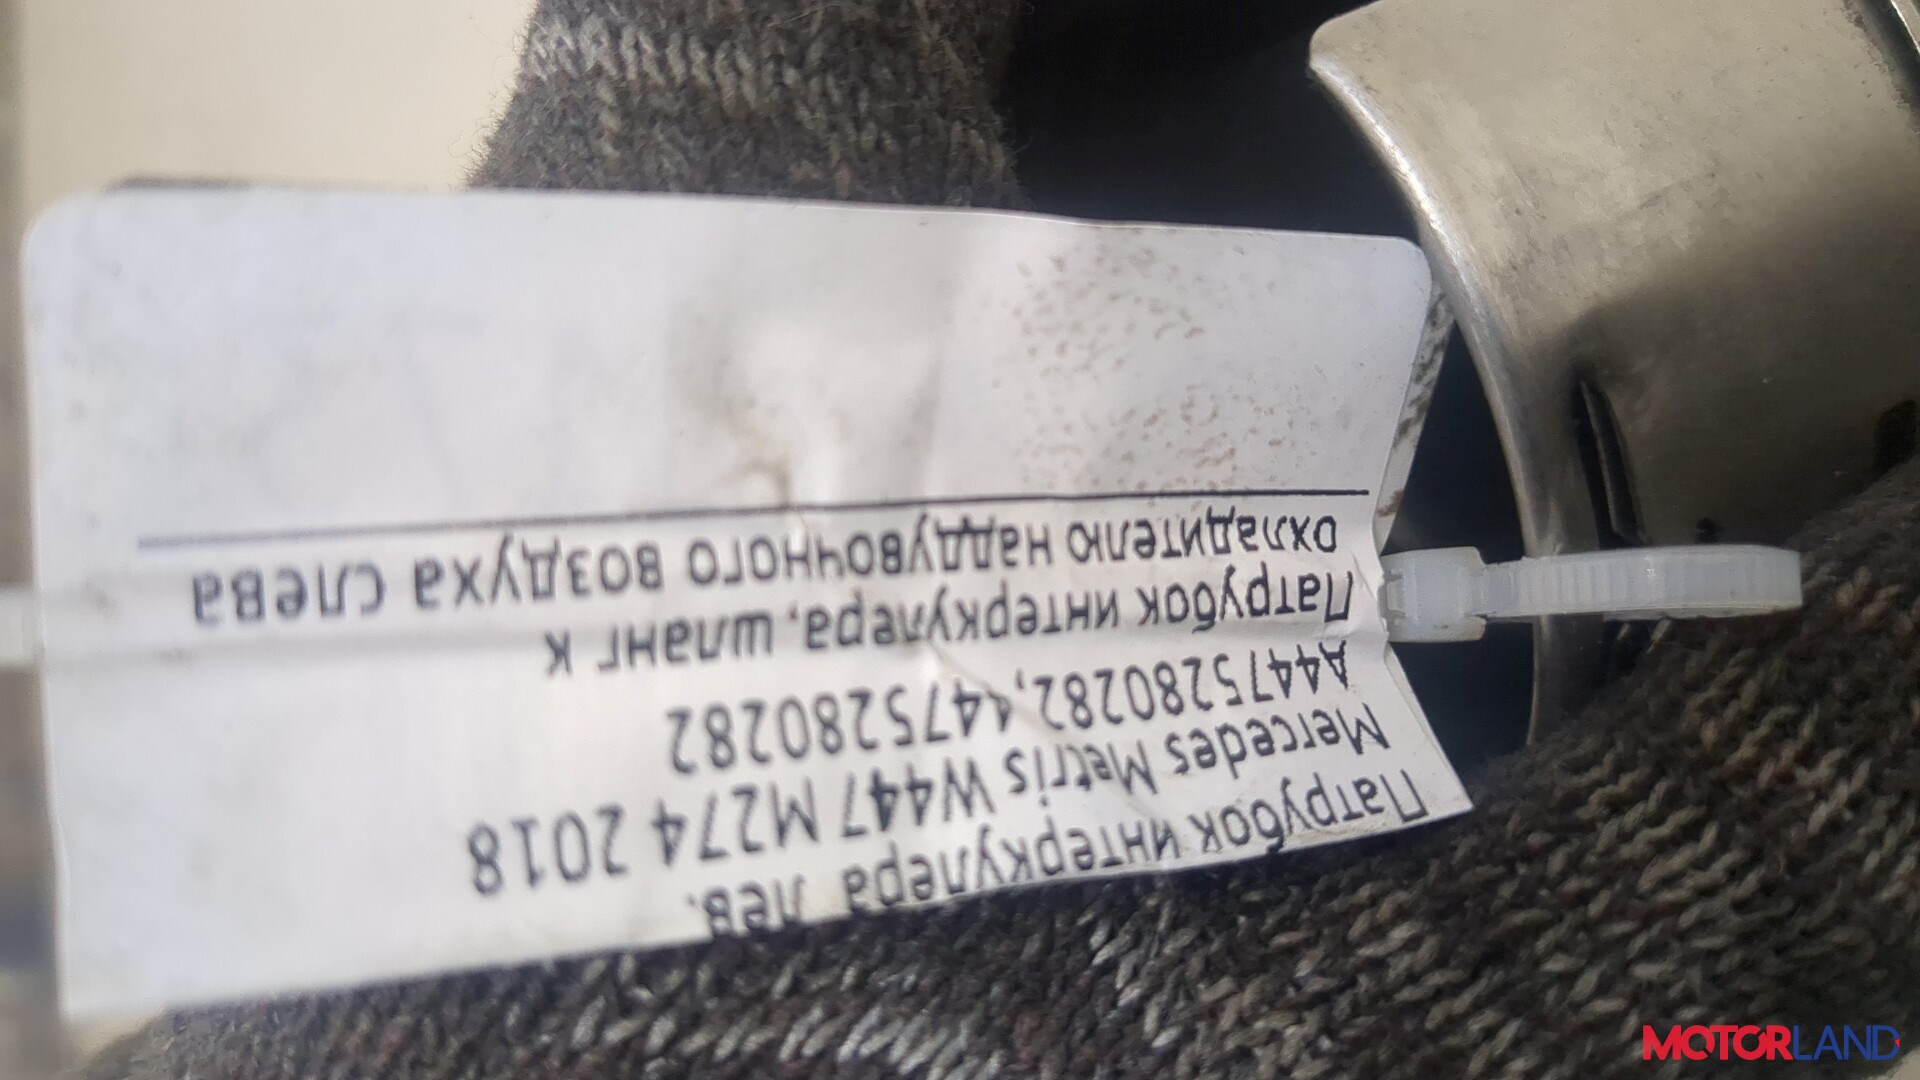 Патрубок интеркулера лев.
Mercedes Metris W447 M274 2018
A4475280282, 4475280282
Патрубок интеркулера, шланг к
охладителю наддувочного воздуха слева
MOTORLAND